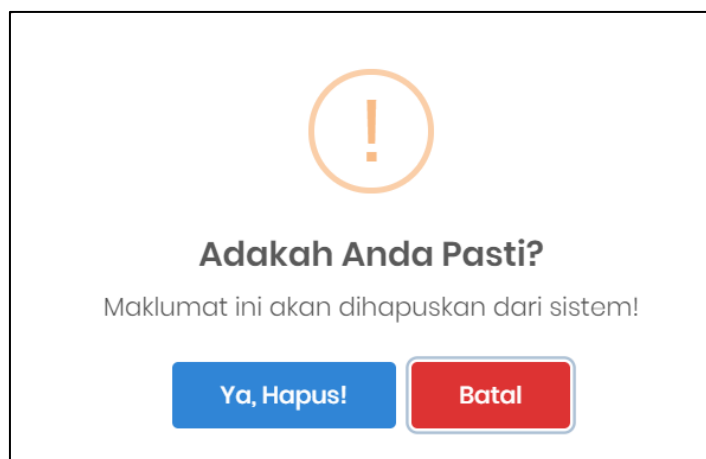 !
Adakah Anda Pasti?
Maklumat ini akan dihapuskan dari sistem!
Ya, Hapus!
Batal